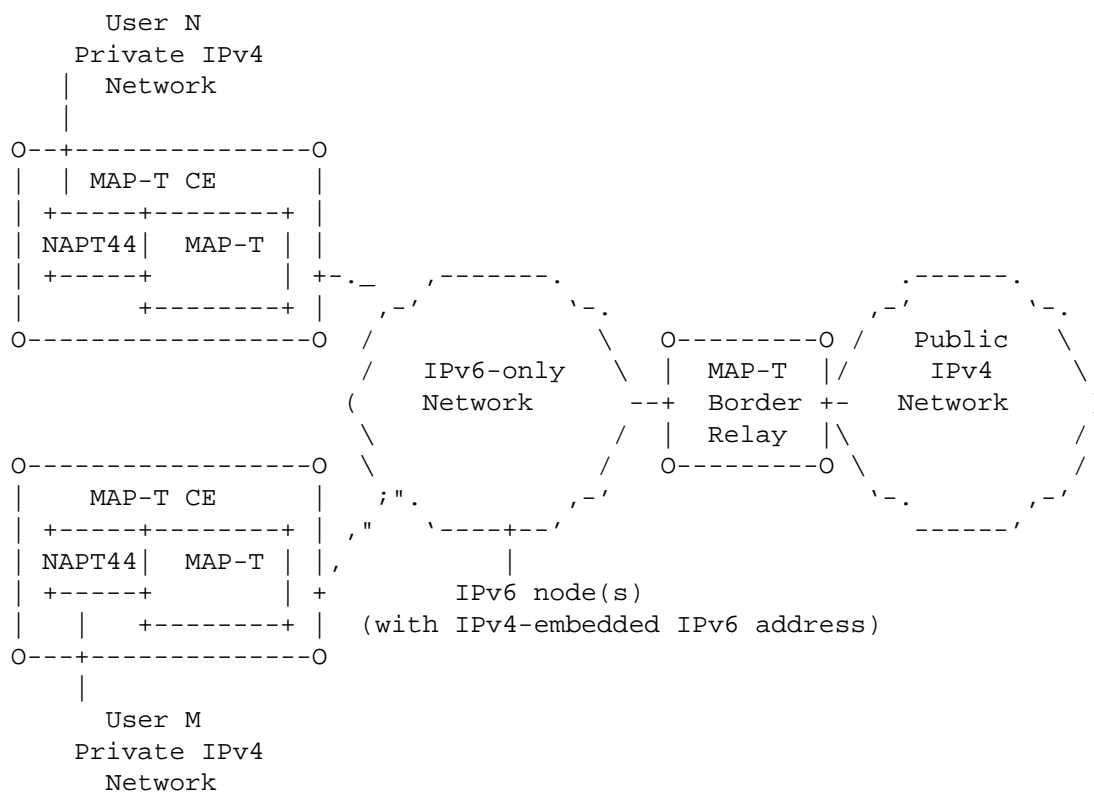 User N
Private IPv4
Network
MAP-T CE
NAPT44 MAP-T
Public
MAP-T
IPv6-only IPv4
Network Border Network
Relay
MAP-T CE
NAPT44 MAP-T
IPv6 node(s)
(with IPv4-embedded IPv6 address)
User M
Private IPv4
Network